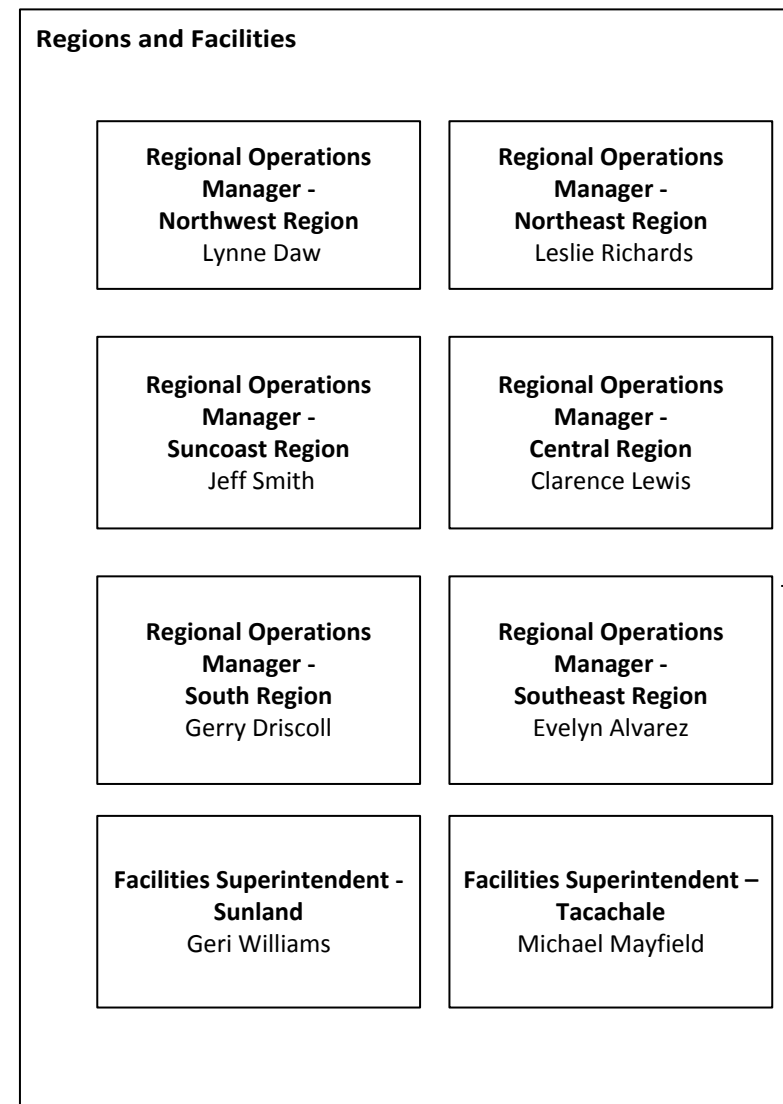 Regions and Facilities
Regional Operations
Manager -
Northwest Region
Lynne Daw
Regional Operations
Manager -
Northeast Region
Leslie Richards
Regional Operations
Manager -
Suncoast Region
Jeff Smith
Regional Operations
Manager -
Central Region
Clarence Lewis
Regional Operations
Manager -
South Region
Gerry Driscoll
Regional Operations
Manager -
Southeast Region
Evelyn Alvarez
Facilities Superintendent -
Sunland
Geri Williams
Facilities Superintendent –
Tacachale
Michael Mayfield